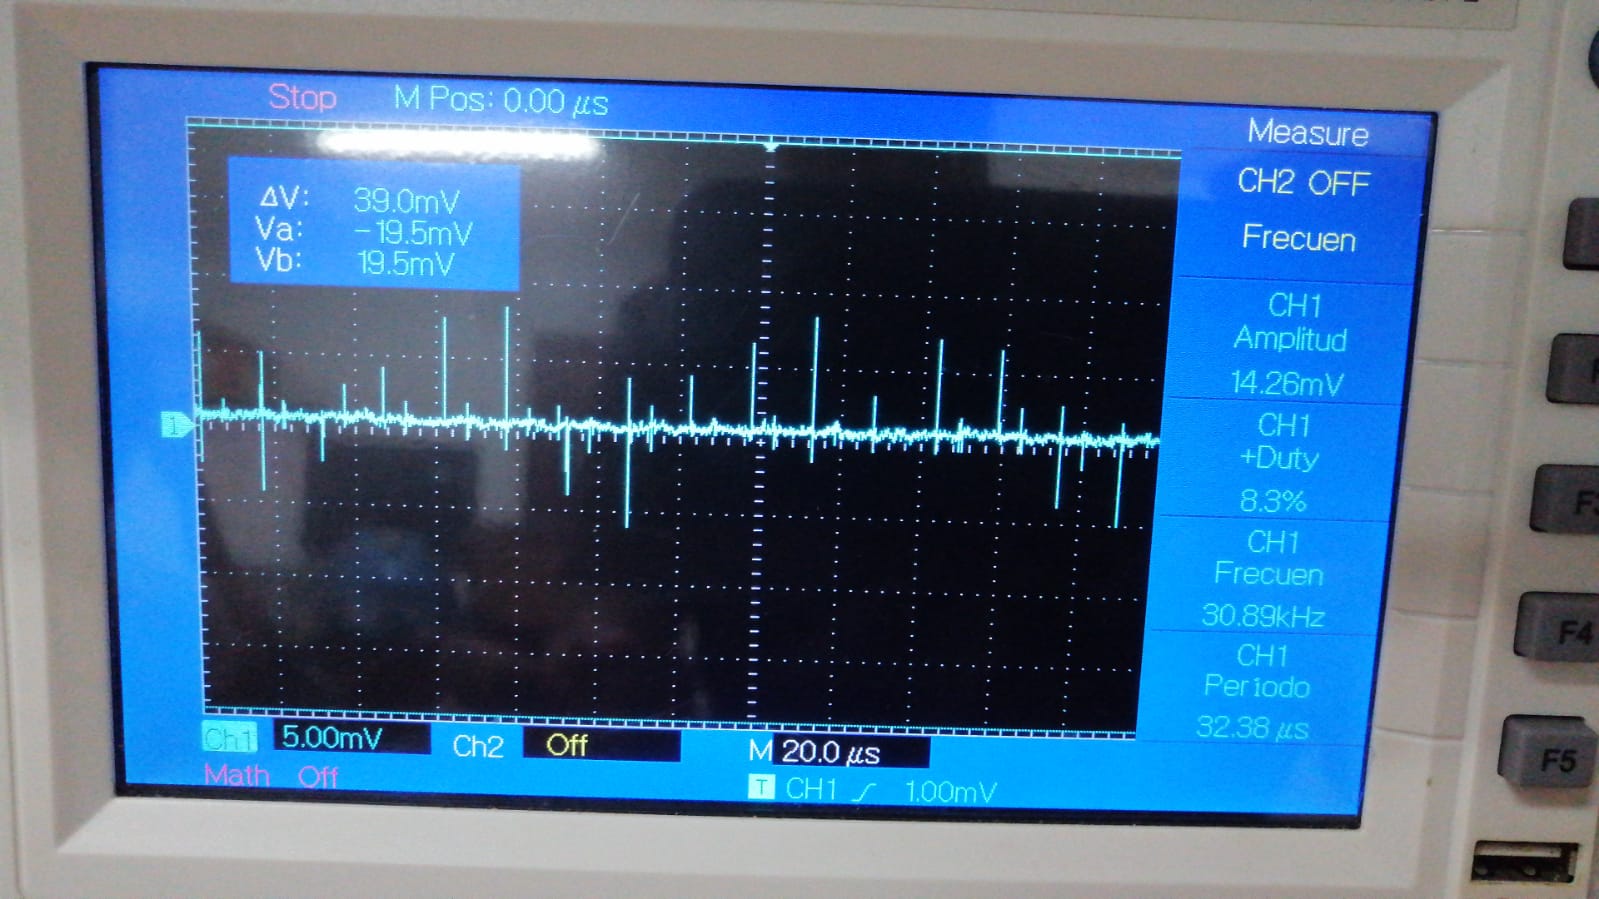 Stop M Pos: 0.00 μs
Measure
CH2 OFF
Frecuen
ΔV: 39.0mV
Va: -19.5mV
Vb: 19.5mV
CH1
Amplitud
14.26mV
CH1
+Duty
8.3%
CH1
Frecuen
30.89kHz
CH1
Periodo
32.38 μs
1
Ch1 5.00mV Ch2 Off M 20.0 μs
Math Off T CH1 1.00mV
F4
F5